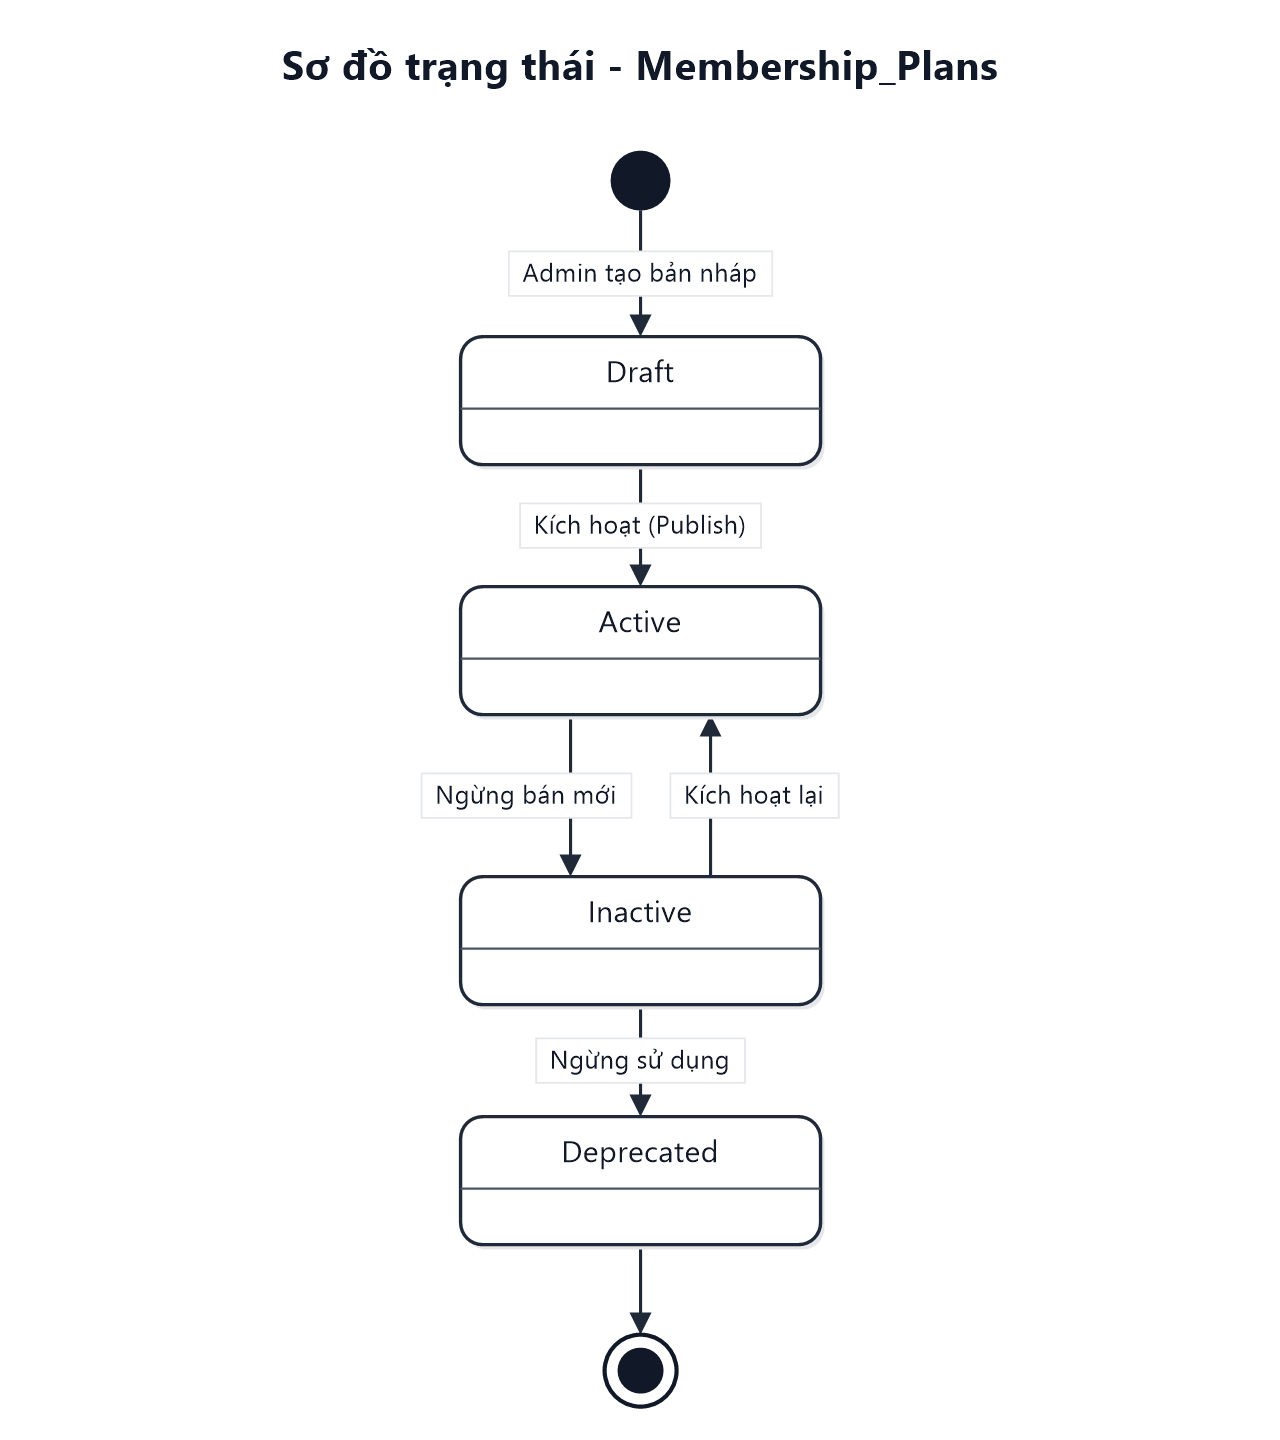 Sơ đồ trạng thái - Membership_Plans
Admin tạo bản nháp
Draft
Kích hoạt (Publish)
Active
Ngừng bán mới
Kích hoạt lại
Inactive
Ngừng sử dụng
Deprecated